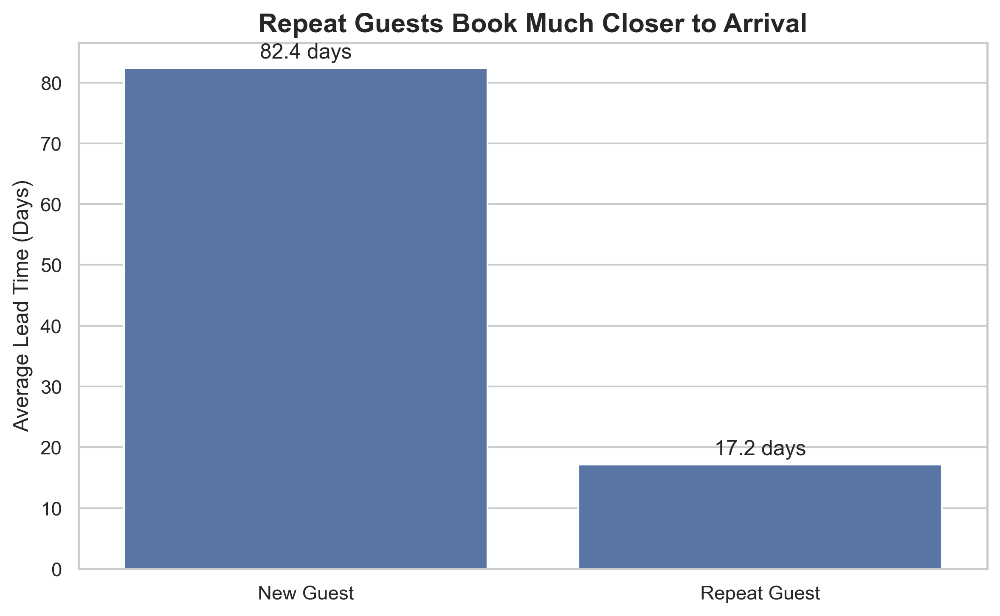 Repeat Guests Book Much Closer to Arrival
82.4 days
80
70
60
50
40
30
20
10
0
Average Lead Time (Days)
17.2 days
New Guest
Repeat Guest